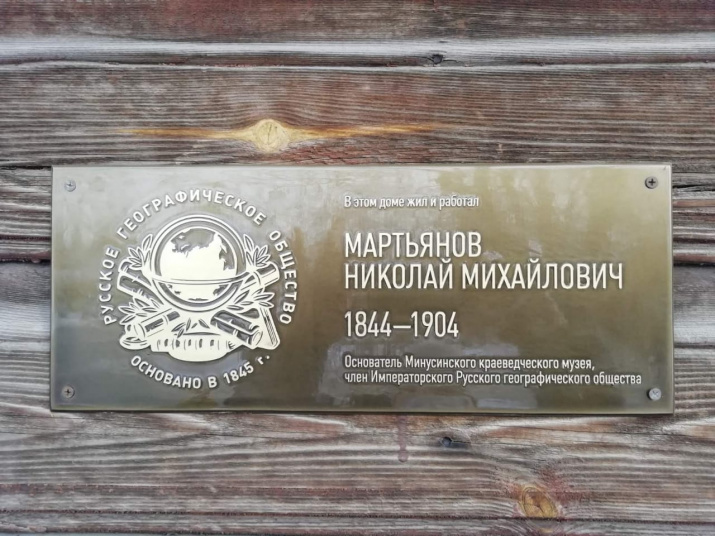 РУССКОЕ ГЕОГРАФИЧЕСКОЕ ОБЩЕСТВО
ОСНОВАНО В 1845 г.
В этом доме жил и работал
МАРТЬЯНОВ
НИКОЛАЙ МИХАЙЛОВИЧ
1844—1904
Основатель Минусинского краеведческого музея,
член Императорского Русского географического общества